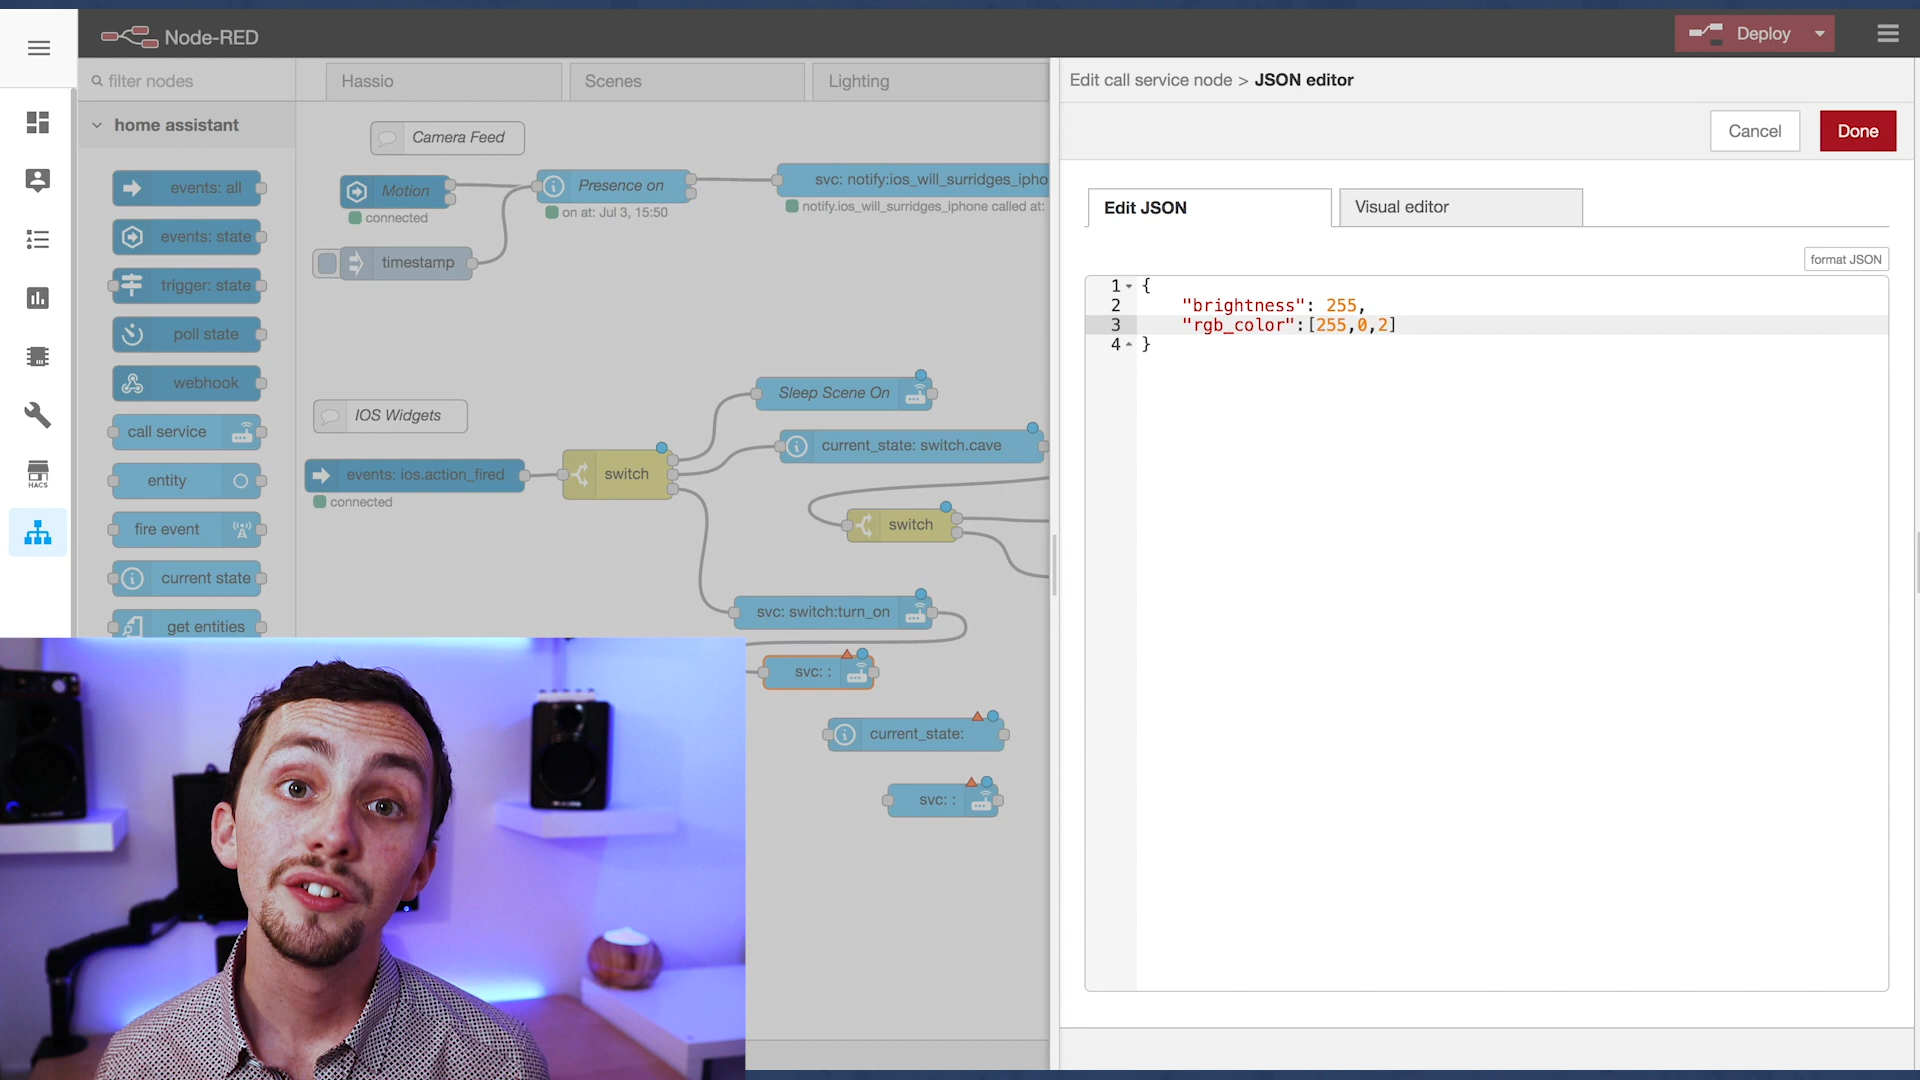 Node-RED
Deploy
filter nodes
Hassio
Scenes
Lighting
Edit call service node > JSON editor
home assistant
Camera Feed
Cancel
Done
events: all
Motion
Presence on
svc: notify:ios_will_surridges_ipho
connected
on at: Jul 3, 15:50
notify.ios_will_surridges_iphone called at:
Edit JSON
Visual editor
events: state
timestamp
format JSON
trigger: state
1 {
2 "brightness": 255,
3 "rgb_color":[255,0,2]
4 }
poll state
webhook
Sleep Scene On
IOS Widgets
call service
current_state: switch.cave
events: ios.action_fired
switch
entity
HACS
connected
fire event
switch
current state
svc: switch:turn_on
get entities
svc: :
current_state:
svc: :